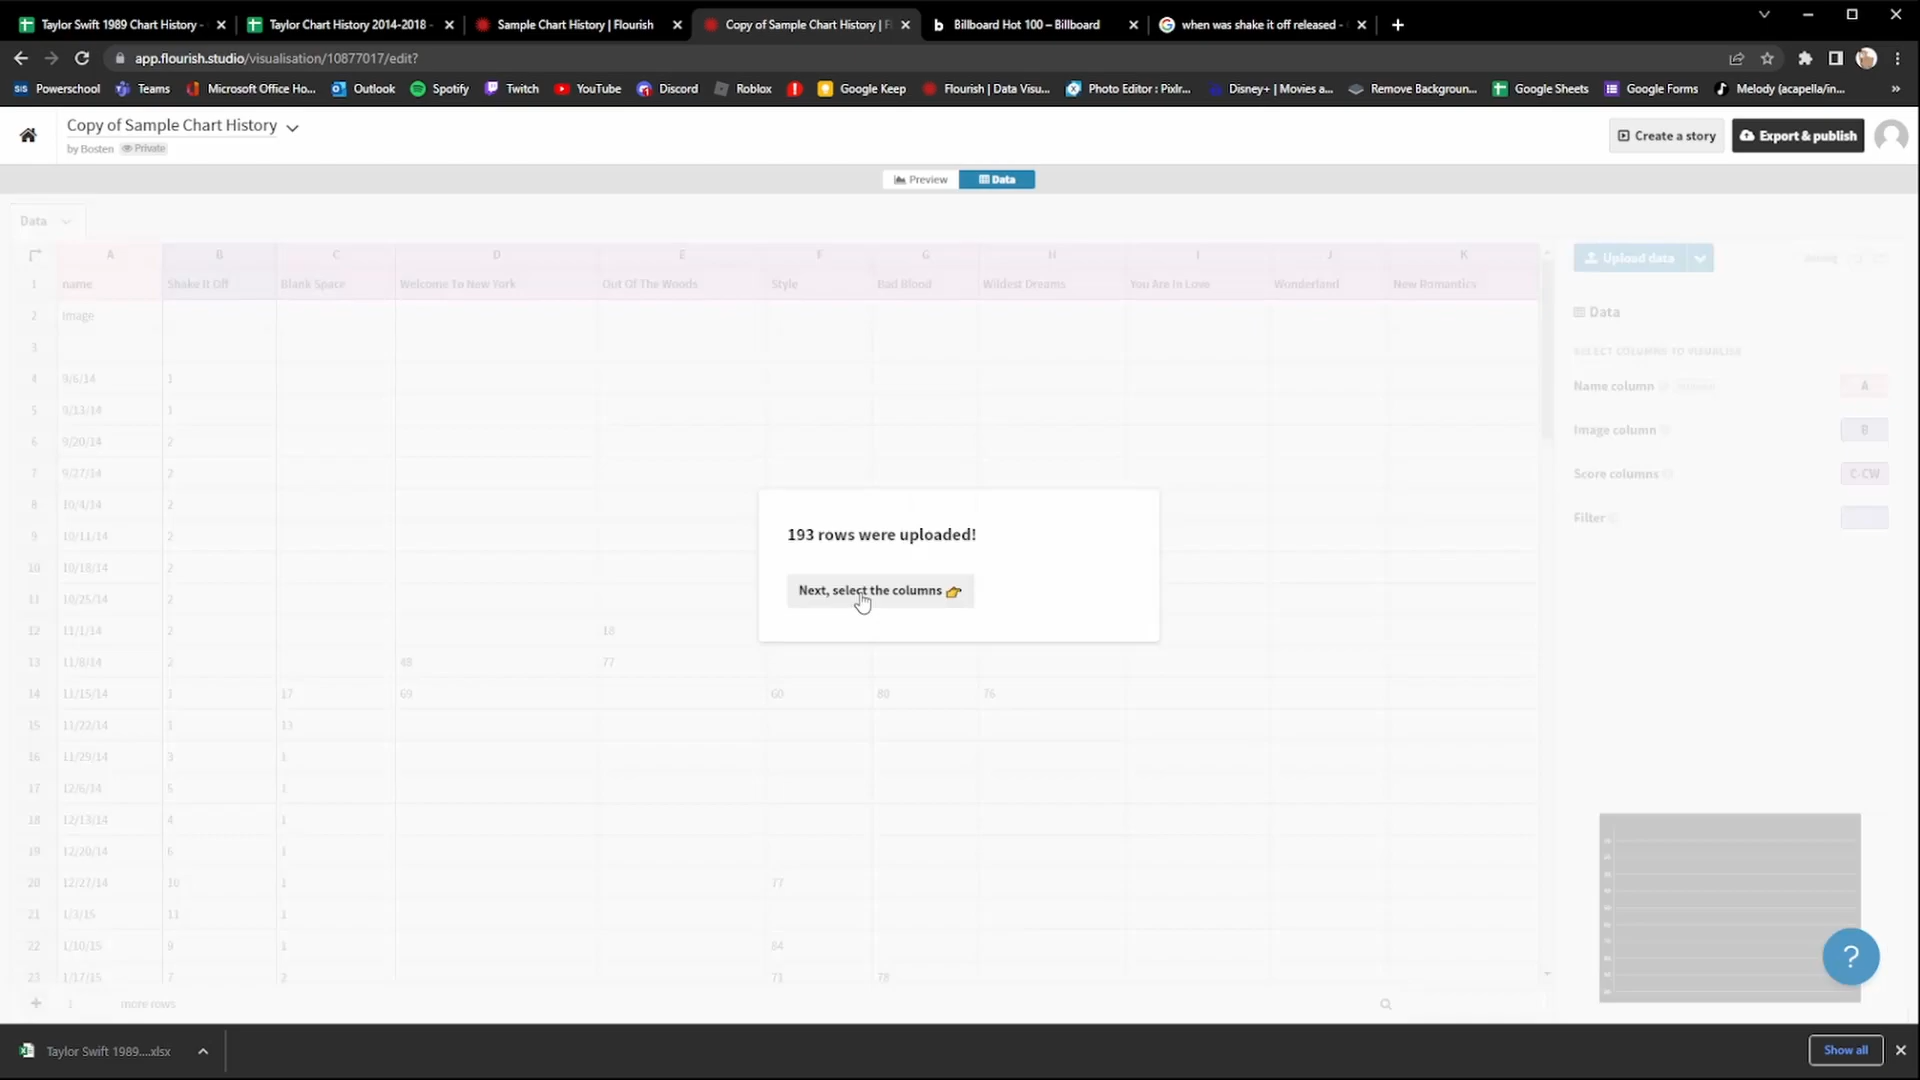 Taylor Swift 1989 Chart History -
Taylor Chart History 2014-2018 -
Sample Chart History | Flourish
Copy of Sample Chart History | F
Billboard Hot 100 – Billboard
when was shake it off released -
app.flourish.studio/visualisation/10877017/edit?
SIS Powerschool
Teams
Microsoft Office Ho...
Outlook
Spotify
Twitch
YouTube
Discord
Roblox
Google Keep
Flourish | Data Visu...
Photo Editor : Pixlr...
Disney+ | Movies a...
Remove Backgroun...
Google Sheets
Google Forms
Melody (acapella/in...
Copy of Sample Chart History
by Bosten Private
Create a story
Export & publish
Preview Data
Data
A B C D E F G H I J K
1 name Shake It Off Blank Space Welcome To New York Out Of The Woods Style Bad Blood Wildest Dreams You Are In Love Wonderland New Romantics
2 Image
3
4 9/6/14 1
5 9/13/14 1
6 9/20/14 2
7 9/27/14 2
8 10/4/14 2
9 10/11/14 2
10 10/18/14 2
11 10/25/14 2
12 11/1/14 2 18
13 11/8/14 2 48 77
14 11/15/14 1 17 69 60 80 76
15 11/22/14 1 13
16 11/29/14 3 1
17 12/6/14 5 1
18 12/13/14 4 1
19 12/20/14 6 1
20 12/27/14 10 1 77
21 1/3/15 11 1
22 1/10/15 9 1 84
23 1/17/15 7 2 71 78
1 more rows
193 rows were uploaded!
Next, select the columns
Upload data
Data
SELECT COLUMNS TO VISUALISE
Name column A
Image column B
Score columns C-CW
Filter
?
Taylor Swift 1989....xlsx
Show all